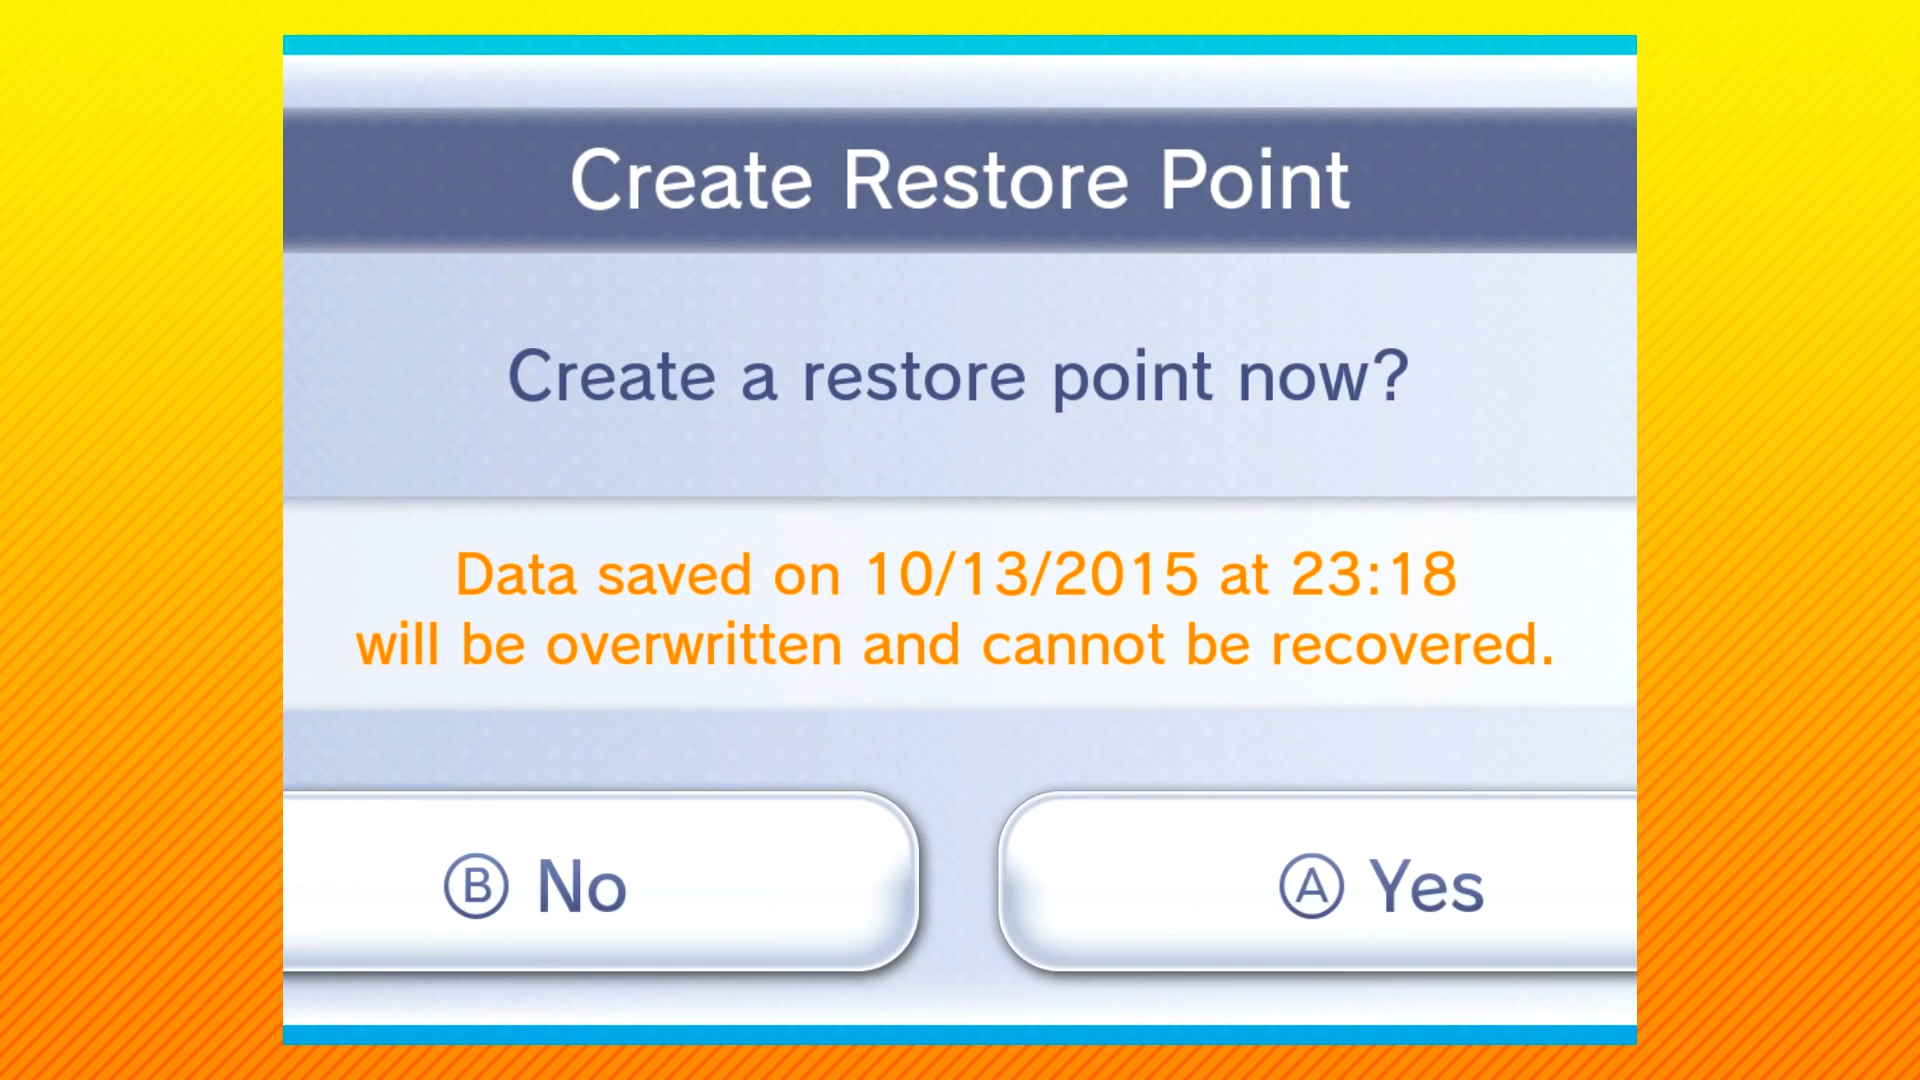 Create Restore Point
Create a restore point now?
Data saved on 10/13/2015 at 23:18
will be overwritten and cannot be recovered.
Ⓑ No
Ⓐ Yes